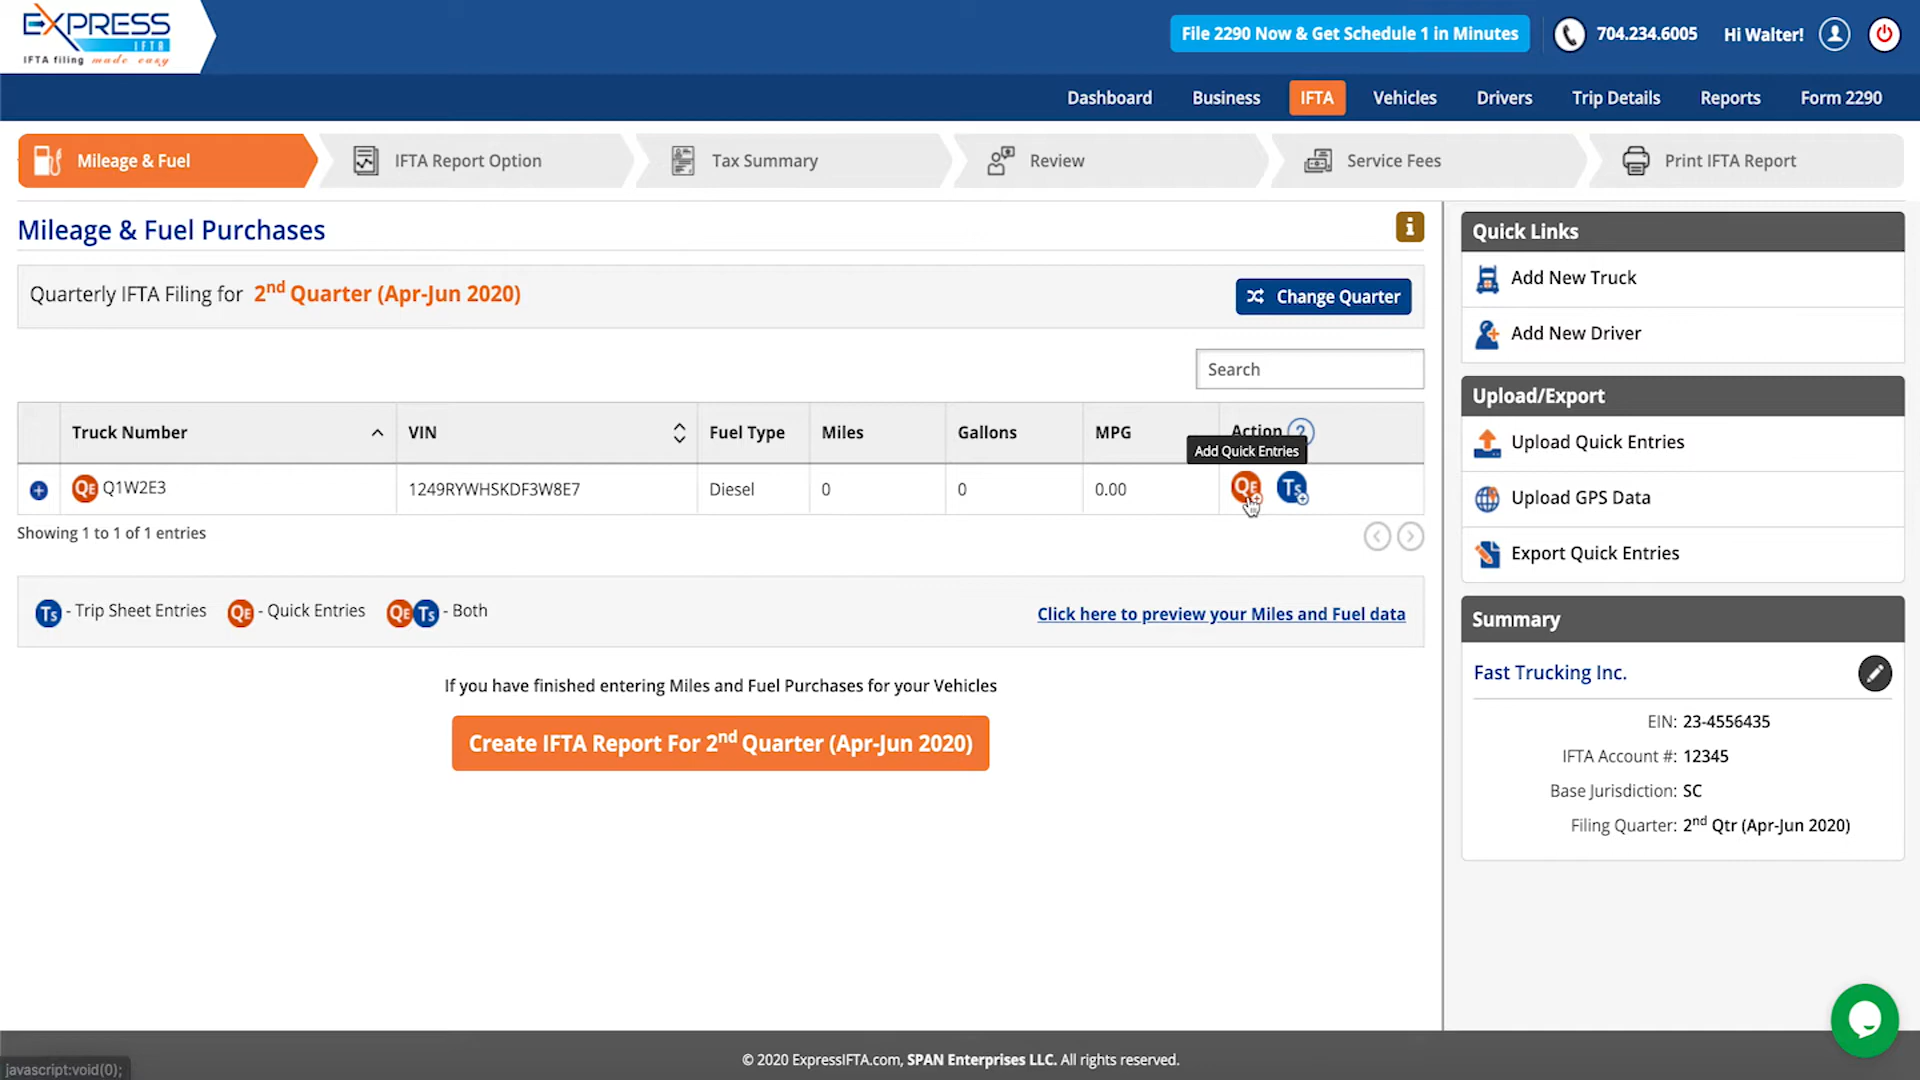 EXPRESS
IFTA
IFTA filing made easy
File 2290 Now & Get Schedule 1 in Minutes
704.234.6005
Hi Walter!
Dashboard Business IFTA Vehicles Drivers Trip Details Reports Form 2290
Mileage & Fuel
IFTA Report Option
Tax Summary
Review
Service Fees
Print IFTA Report
Mileage & Fuel Purchases
i
Quarterly IFTA Filing for 2nd Quarter (Apr-Jun 2020)
Change Quarter
Search
Truck Number VIN Fuel Type Miles Gallons MPG Action ?
Add Quick Entries
QE Q1W2E3 1249RYWHSKDF3W8E7 Diesel 0 0 0.00 QE Ts
Showing 1 to 1 of 1 entries
Ts - Trip Sheet Entries QE - Quick Entries QE Ts - Both
Click here to preview your Miles and Fuel data
If you have finished entering Miles and Fuel Purchases for your Vehicles
Create IFTA Report For 2nd Quarter (Apr-Jun 2020)
Quick Links
Add New Truck
Add New Driver
Upload/Export
Upload Quick Entries
Upload GPS Data
Export Quick Entries
Summary
Fast Trucking Inc.
EIN: 23-4556435
IFTA Account #: 12345
Base Jurisdiction: SC
Filing Quarter: 2nd Qtr (Apr-Jun 2020)
© 2020 ExpressIFTA.com, SPAN Enterprises LLC. All rights reserved.
javascript:void(0);